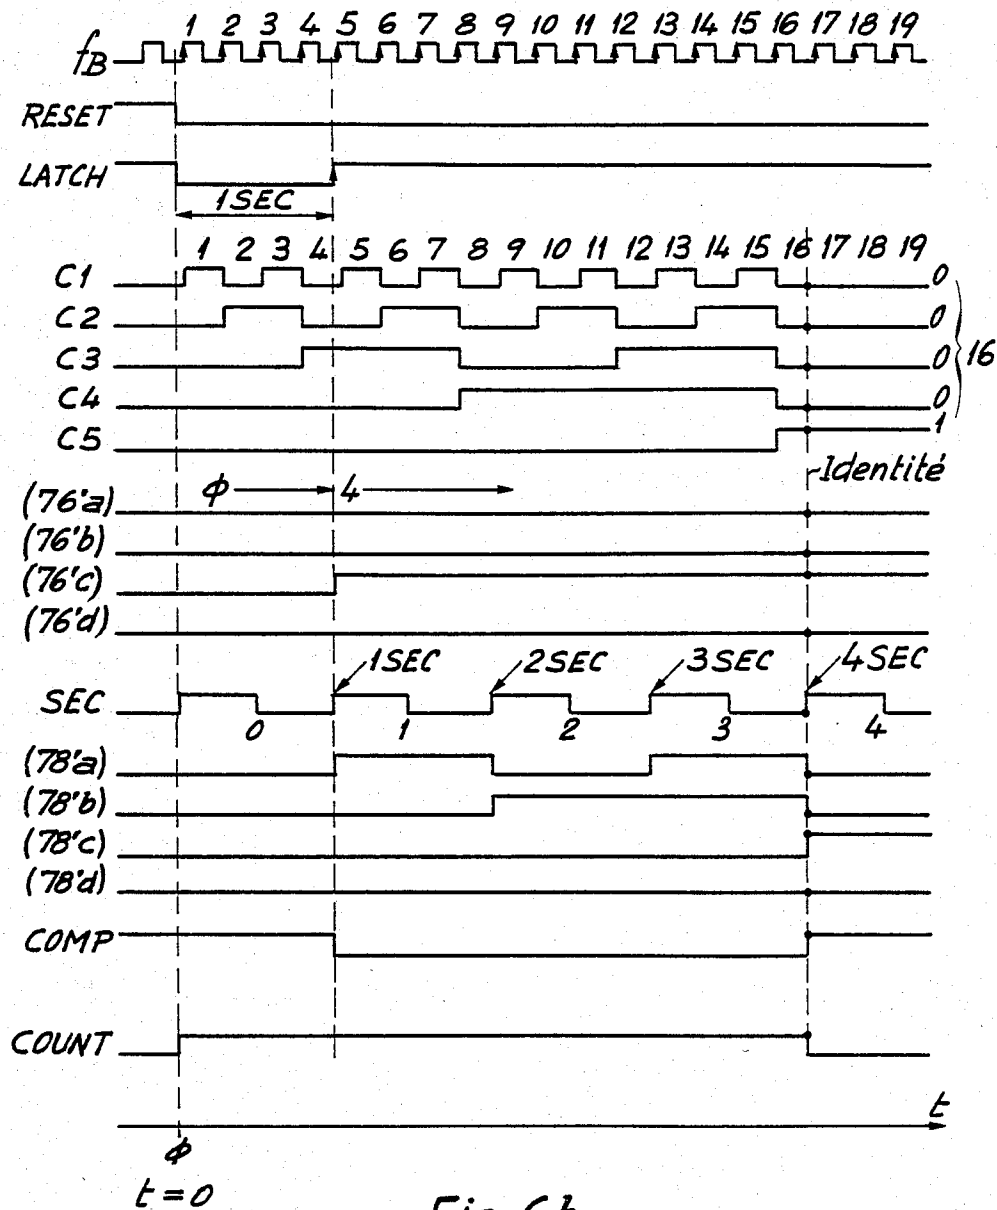 1 2 3 4 5 6 7 8 9 10 11 12 13 14 15 16 17 18 19
fB
RESET
LATCH
1SEC
1 2 3 4 5 6 7 8 9 10 11 12 13 14 15 16 17 18 19
C1 0
C2 0
C3 0 16
C4 0
C5 1
Identité
(76'a) ϕ 4
(76'b)
(76'c)
(76'd)
1SEC 2SEC 3SEC 4SEC
SEC
0 1 2 3 4
(78'a)
(78'b)
(78'c)
(78'd)
COMP
COUNT
t
ϕ
t=0